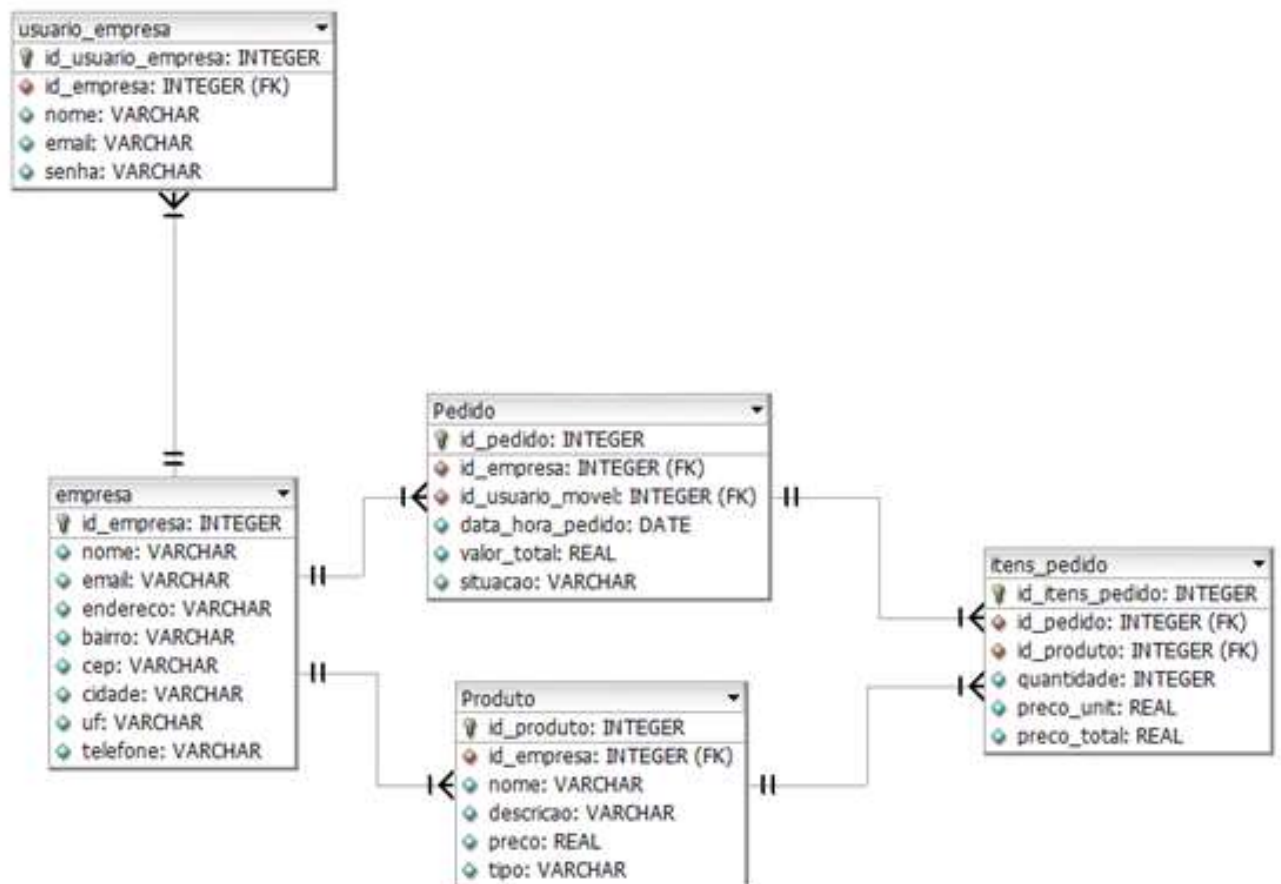 usuario_empresa
id_usuario_empresa: INTEGER
id_empresa: INTEGER (FK)
nome: VARCHAR
email: VARCHAR
senha: VARCHAR
empresa
id_empresa: INTEGER
nome: VARCHAR
email: VARCHAR
endereco: VARCHAR
bairro: VARCHAR
cep: VARCHAR
cidade: VARCHAR
uf: VARCHAR
telefone: VARCHAR
Pedido
id_pedido: INTEGER
id_empresa: INTEGER (FK)
id_usuario_movel: INTEGER (FK)
data_hora_pedido: DATE
valor_total: REAL
situacao: VARCHAR
Produto
id_produto: INTEGER
id_empresa: INTEGER (FK)
nome: VARCHAR
descricao: VARCHAR
preco: REAL
tipo: VARCHAR
itens_pedido
id_itens_pedido: INTEGER
id_pedido: INTEGER (FK)
id_produto: INTEGER (FK)
quantidade: INTEGER
preco_unit: REAL
preco_total: REAL